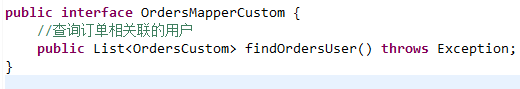 public interface OrdersMapperCustom {
    //查询订单相关联的用户
    public List<OrdersCustom> findOrdersUser() throws Exception;
}